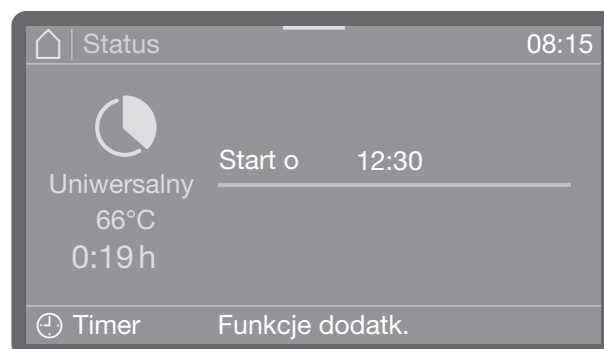 Status 08:15
Start o 12:30
Uniwersalny
66°C
0:19 h
Timer Funkcje dodatk.